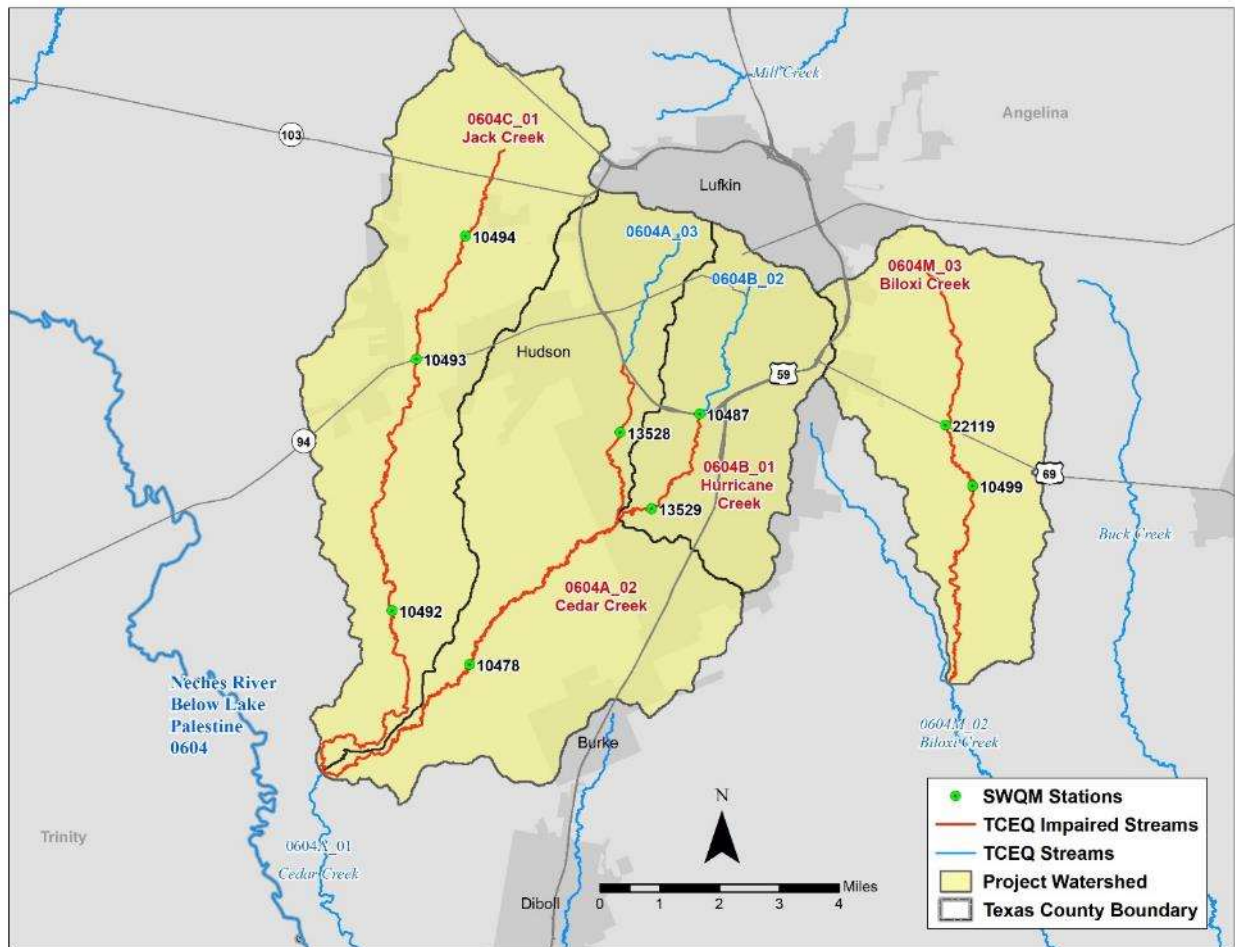 Mill Creek
Angelina
0604C_01
Jack Creek
103
Lufkin
0604A_03
10494
0604B_02
0604M_03
Biloxi Creek
Hudson
10493
59
10487
22119
13528
94
0604B_01
Hurricane
Creek
69
10499
13529
Buck Creek
0604A_02
Cedar Creek
10492
10478
Neches River
Below Lake
Palestine
0604
0604M_02
Biloxi Creek
Burke
N
SWQM Stations
TCEQ Impaired Streams
TCEQ Streams
Project Watershed
Texas County Boundary
Trinity
0604A_01
Cedar Creek
Miles
0 1 2 3 4
Diboll